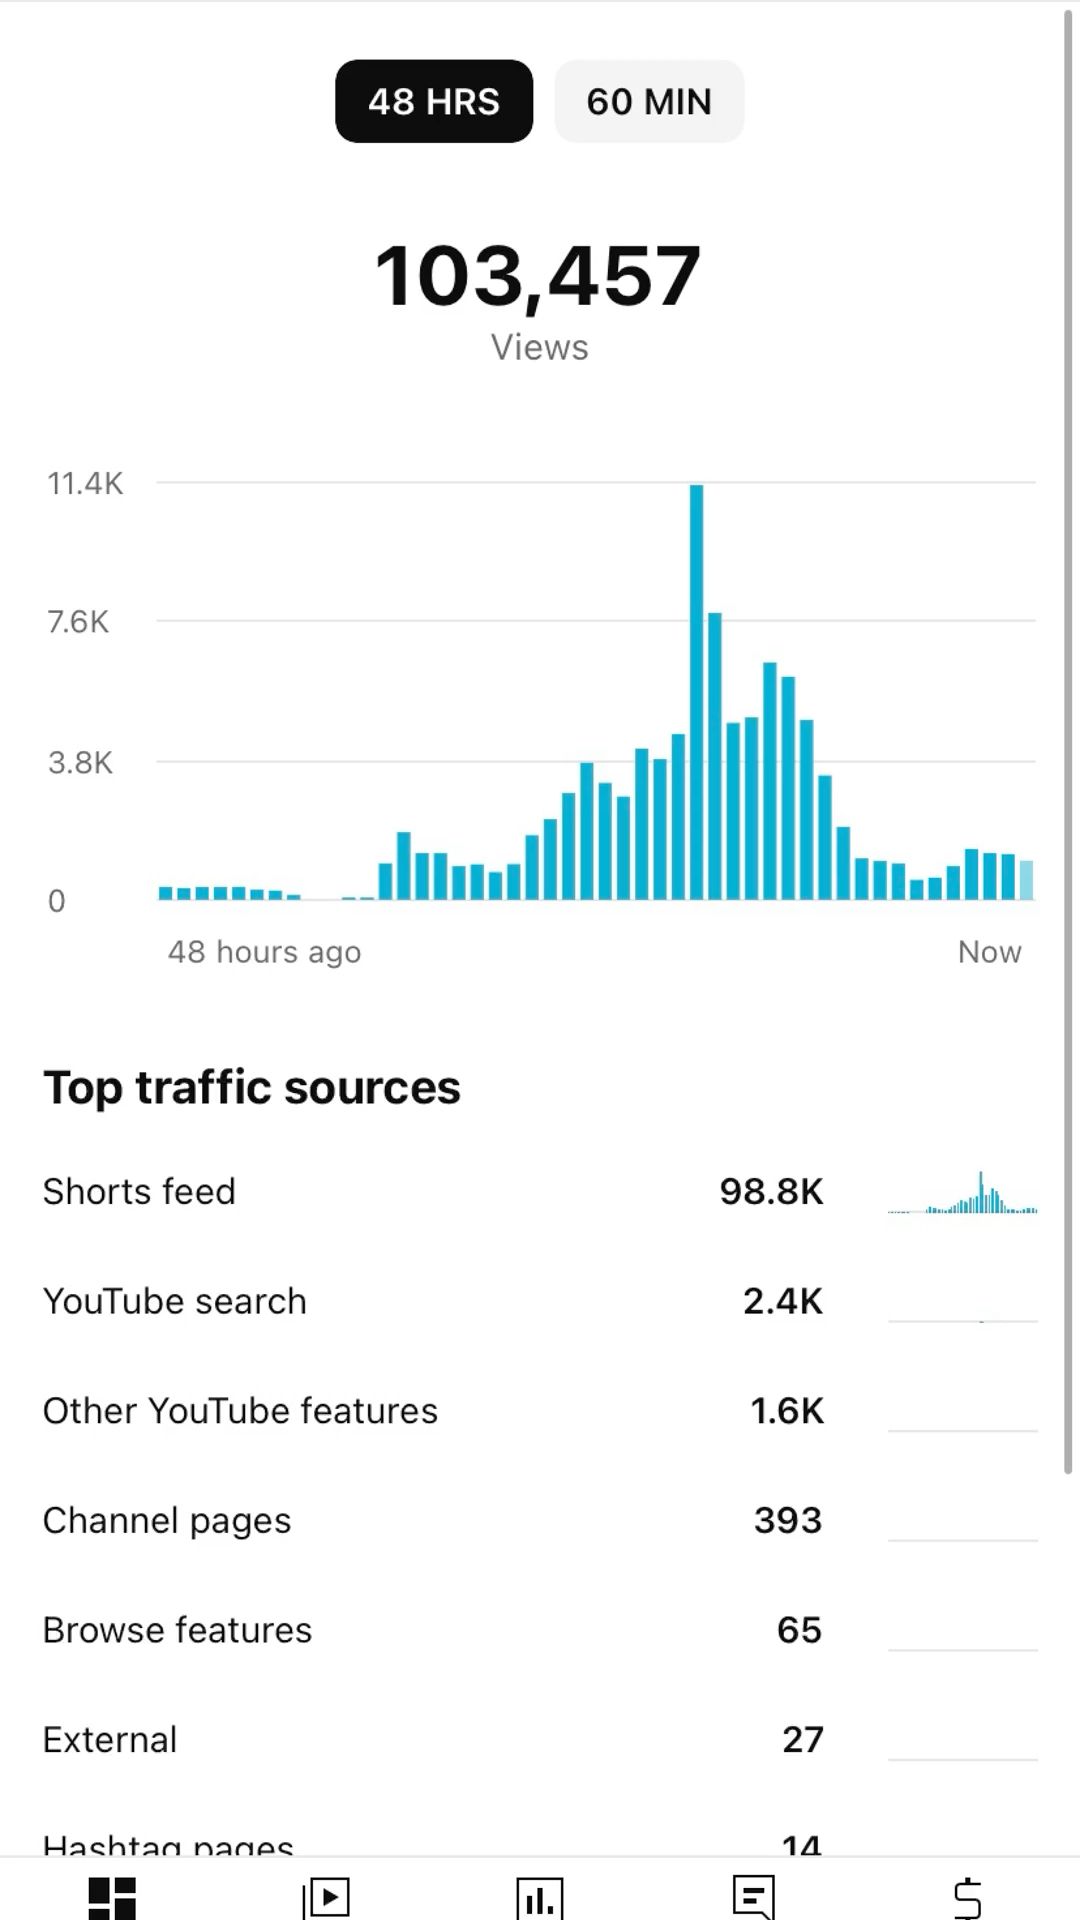 48 HRS 60 MIN
103,457
Views
11.4K
7.6K
3.8K
0
48 hours ago Now
Top traffic sources
Shorts feed 98.8K
YouTube search 2.4K
Other YouTube features 1.6K
Channel pages 393
Browse features 65
External 27
Hashtag pages 14